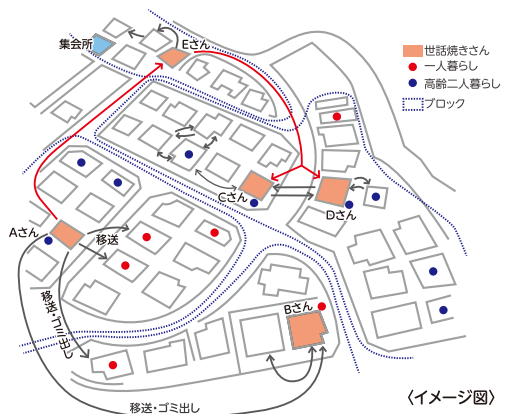 集会所
Eさん
世話焼きさん
一人暮らし
高齢二人暮らし
ブロック
Cさん
Dさん
Aさん
移送
移送・ゴミ出し
Bさん
移送・ゴミ出し
〈イメージ図〉